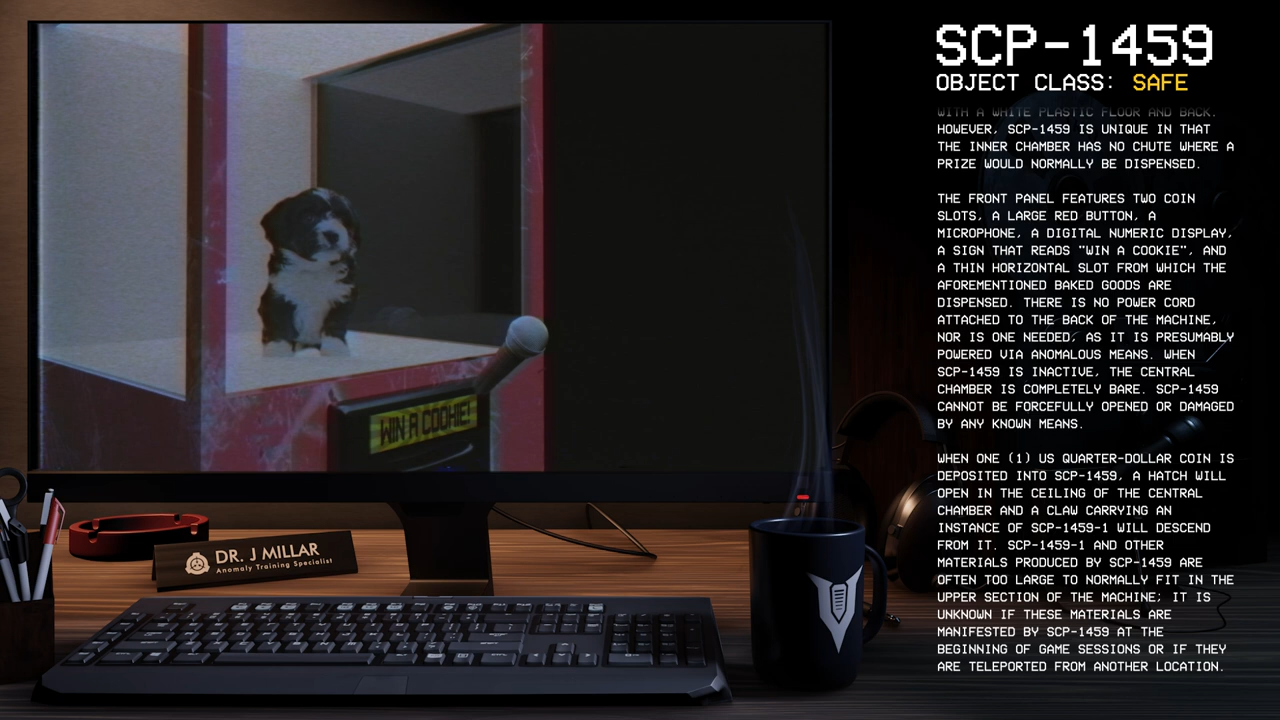 SCP-1459
OBJECT CLASS: SAFE
WITH A WHITE PLASTIC FLOOR AND BACK.
HOWEVER, SCP-1459 IS UNIQUE IN THAT
THE INNER CHAMBER HAS NO CHUTE WHERE A
PRIZE WOULD NORMALLY BE DISPENSED.
THE FRONT PANEL FEATURES TWO COIN
SLOTS, A LARGE RED BUTTON, A
MICROPHONE, A DIGITAL NUMERIC DISPLAY,
A SIGN THAT READS "WIN A COOKIE", AND
A THIN HORIZONTAL SLOT FROM WHICH THE
AFOREMENTIONED BAKED GOODS ARE
DISPENSED. THERE IS NO POWER CORD
ATTACHED TO THE BACK OF THE MACHINE,
NOR IS ONE NEEDED, AS IT IS PRESUMABLY
POWERED VIA ANOMALOUS MEANS. WHEN
SCP-1459 IS INACTIVE, THE CENTRAL
CHAMBER IS COMPLETELY BARE. SCP-1459
CANNOT BE FORCEFULLY OPENED OR DAMAGED
BY ANY KNOWN MEANS.
WHEN ONE (1) US QUARTER-DOLLAR COIN IS
DEPOSITED INTO SCP-1459, A HATCH WILL
OPEN IN THE CEILING OF THE CENTRAL
CHAMBER AND A CLAW CARRYING AN
INSTANCE OF SCP-1459-1 WILL DESCEND
FROM IT. SCP-1459-1 AND OTHER
MATERIALS PRODUCED BY SCP-1459 ARE
OFTEN TOO LARGE TO NORMALLY FIT IN THE
UPPER SECTION OF THE MACHINE; IT IS
UNKNOWN IF THESE MATERIALS ARE
MANIFESTED BY SCP-1459 AT THE
BEGINNING OF GAME SESSIONS OR IF THEY
ARE TELEPORTED FROM ANOTHER LOCATION.
WIN A COOKIE!
DR. J MILLAR
Anomaly Training Specialist